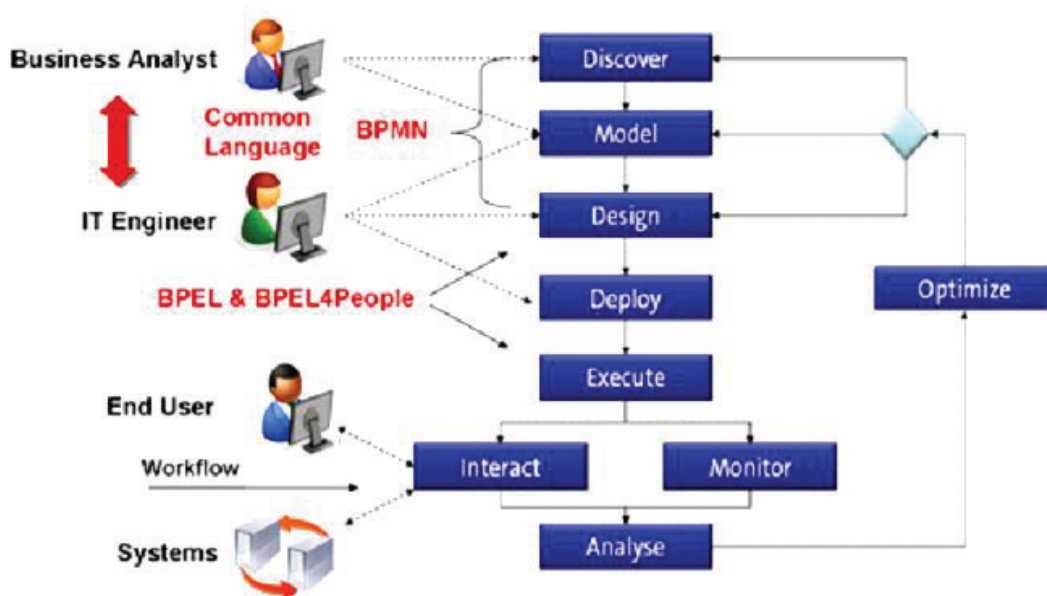 Business Analyst
Common
Language
BPMN
IT Engineer
BPEL & BPEL4People
End User
Workflow
Systems
Discover
Model
Design
Deploy
Execute
Interact
Monitor
Analyse
Optimize